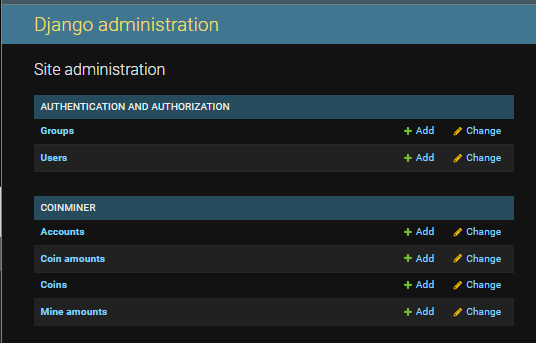 Django administration
Site administration
AUTHENTICATION AND AUTHORIZATION
Groups Add Change
Users Add Change
COINMINER
Accounts Add Change
Coin amounts Add Change
Coins Add Change
Mine amounts Add Change